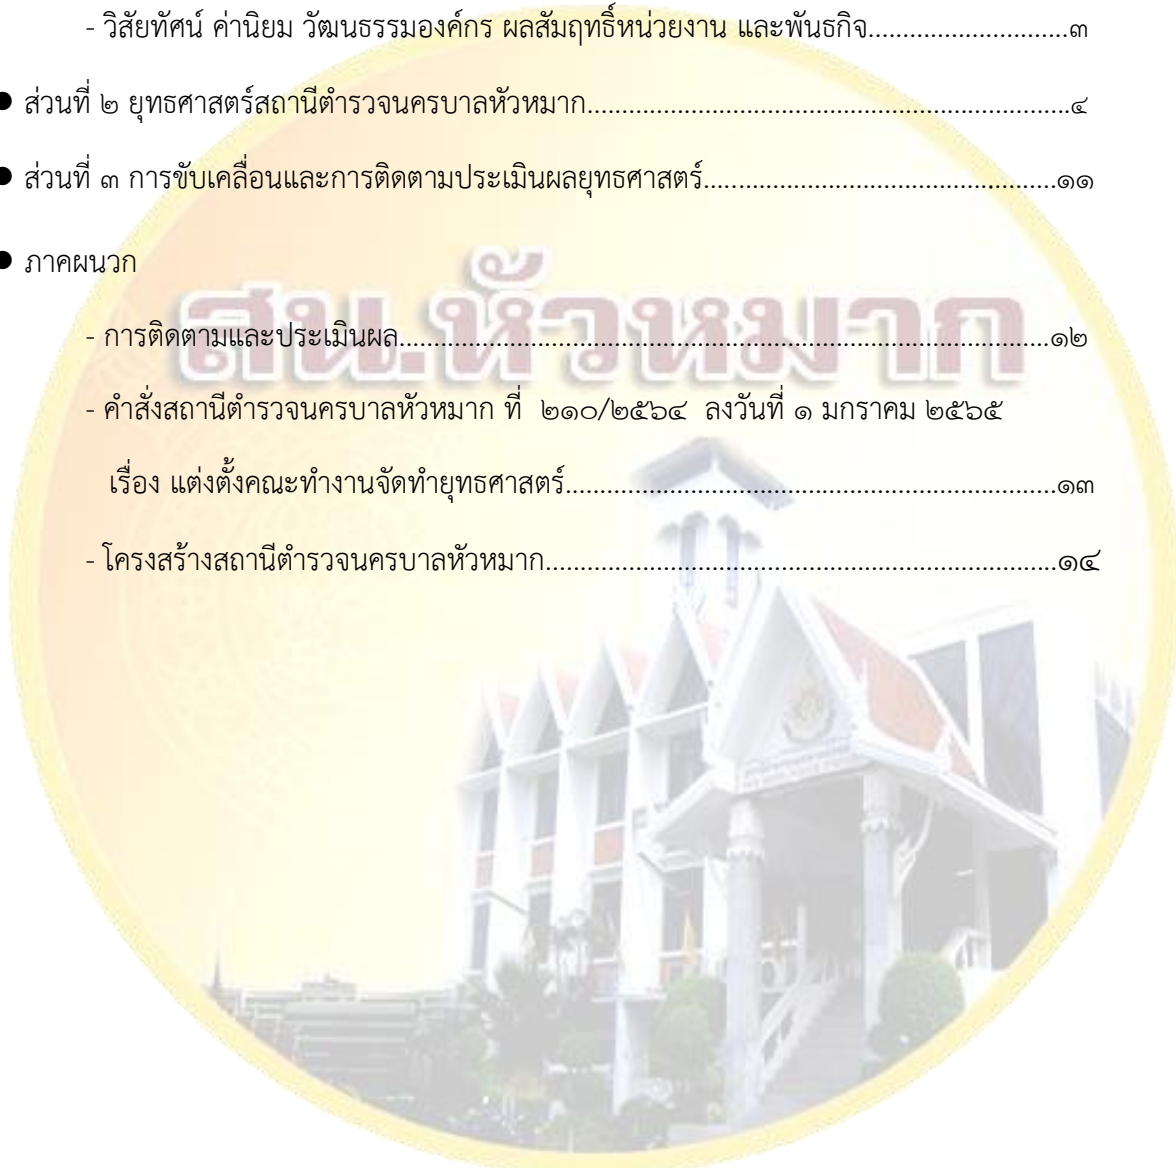 - วิสัยทัศน์ ค่านิยม วัฒนธรรมองค์กร ผลสัมฤทธิ์หน่วยงาน และพันธกิจ.............................๓
● ส่วนที่ ๒ ยุทธศาสตร์สถานีตำรวจนครบาลหัวหมาก......................................................................๔
● ส่วนที่ ๓ การขับเคลื่อนและการติดตามประเมินผลยุทธศาสตร์...................................................๑๑
● ภาคผนวก
สน.หัวหมาก
- การติดตามและประเมินผล..............................................................................................๑๒
- คำสั่งสถานีตำรวจนครบาลหัวหมาก ที่ ๒๑๐/๒๕๖๔ ลงวันที่ ๑ มกราคม ๒๕๖๕
เรื่อง แต่งตั้งคณะทำงานจัดทำยุทธศาสตร์.......................................................................๑๓
- โครงสร้างสถานีตำรวจนครบาลหัวหมาก..........................................................................๑๔